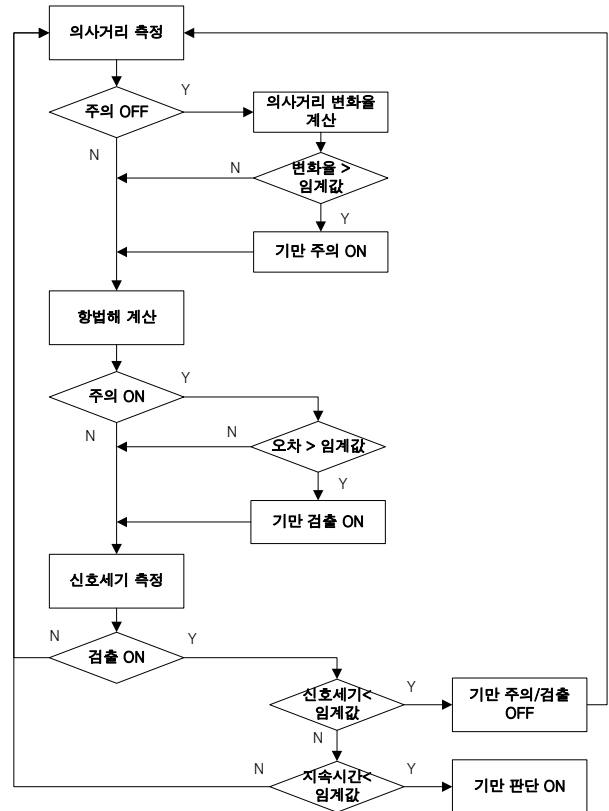 의사거리 측정
주의 OFF
Y
의사거리 변화율
계산
N
변화율 >
임계값
N
Y
기만 주의 ON
항법해 계산
주의 ON
Y
N
오차 > 임계값
N
Y
기만 검출 ON
신호세기 측정
검출 ON
N
Y
신호세기<
임계값
Y
기만 주의/검출
OFF
N
지속시간<
임계값
N
Y
기만 판단 ON